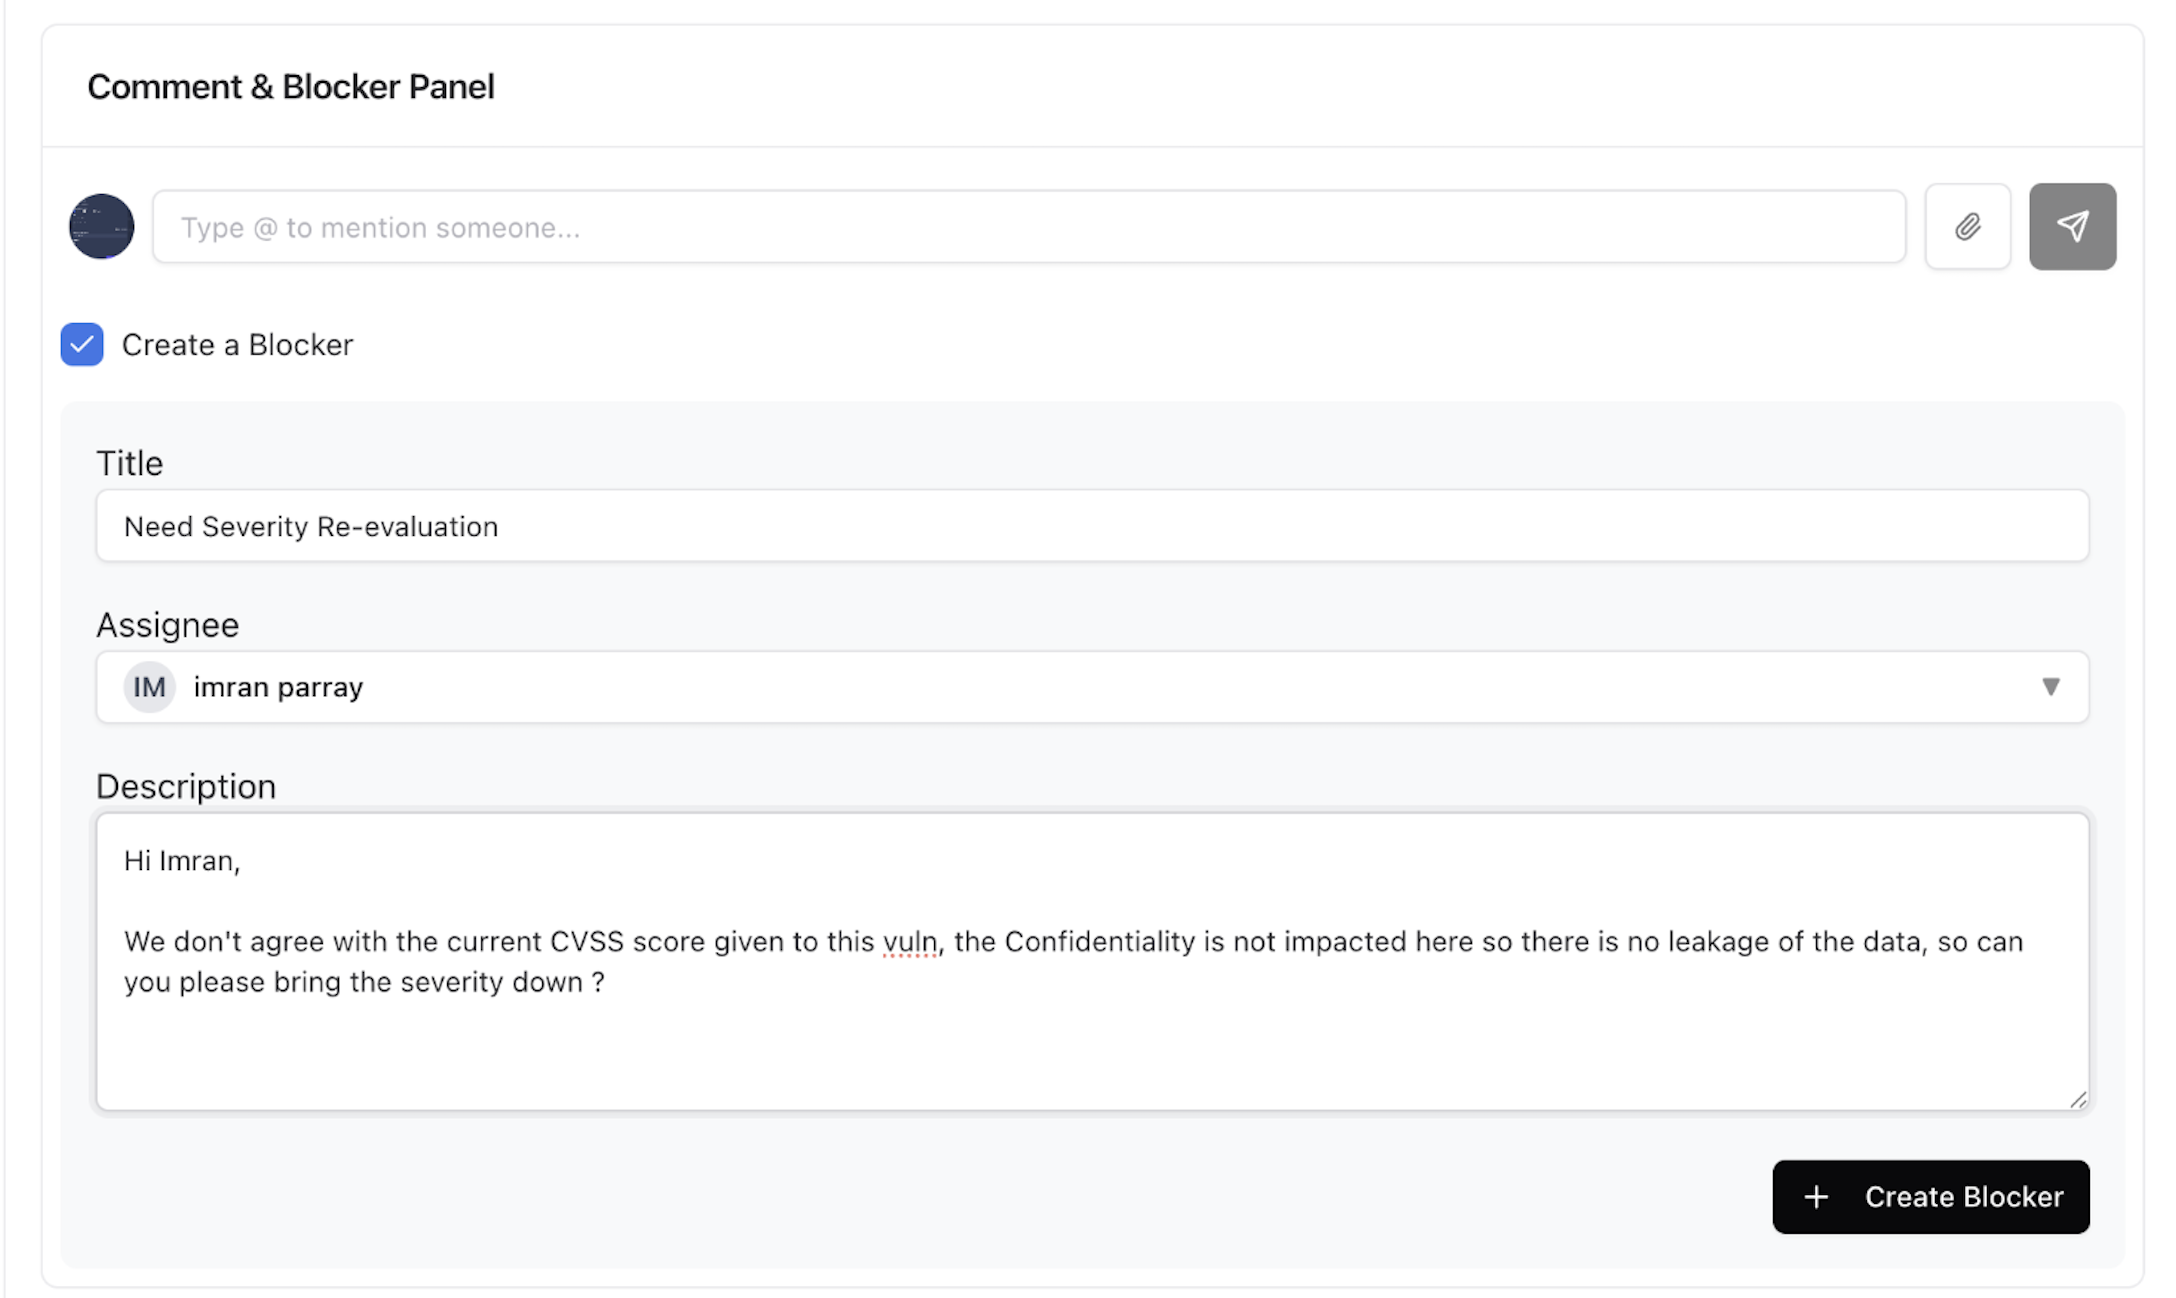 Comment & Blocker Panel
Type @ to mention someone...
Create a Blocker
Title
Need Severity Re-evaluation
Assignee
IM imran parray
Description
Hi Imran,
We don't agree with the current CVSS score given to this vuln, the Confidentiality is not impacted here so there is no leakage of the data, so can
you please bring the severity down ?
+ Create Blocker